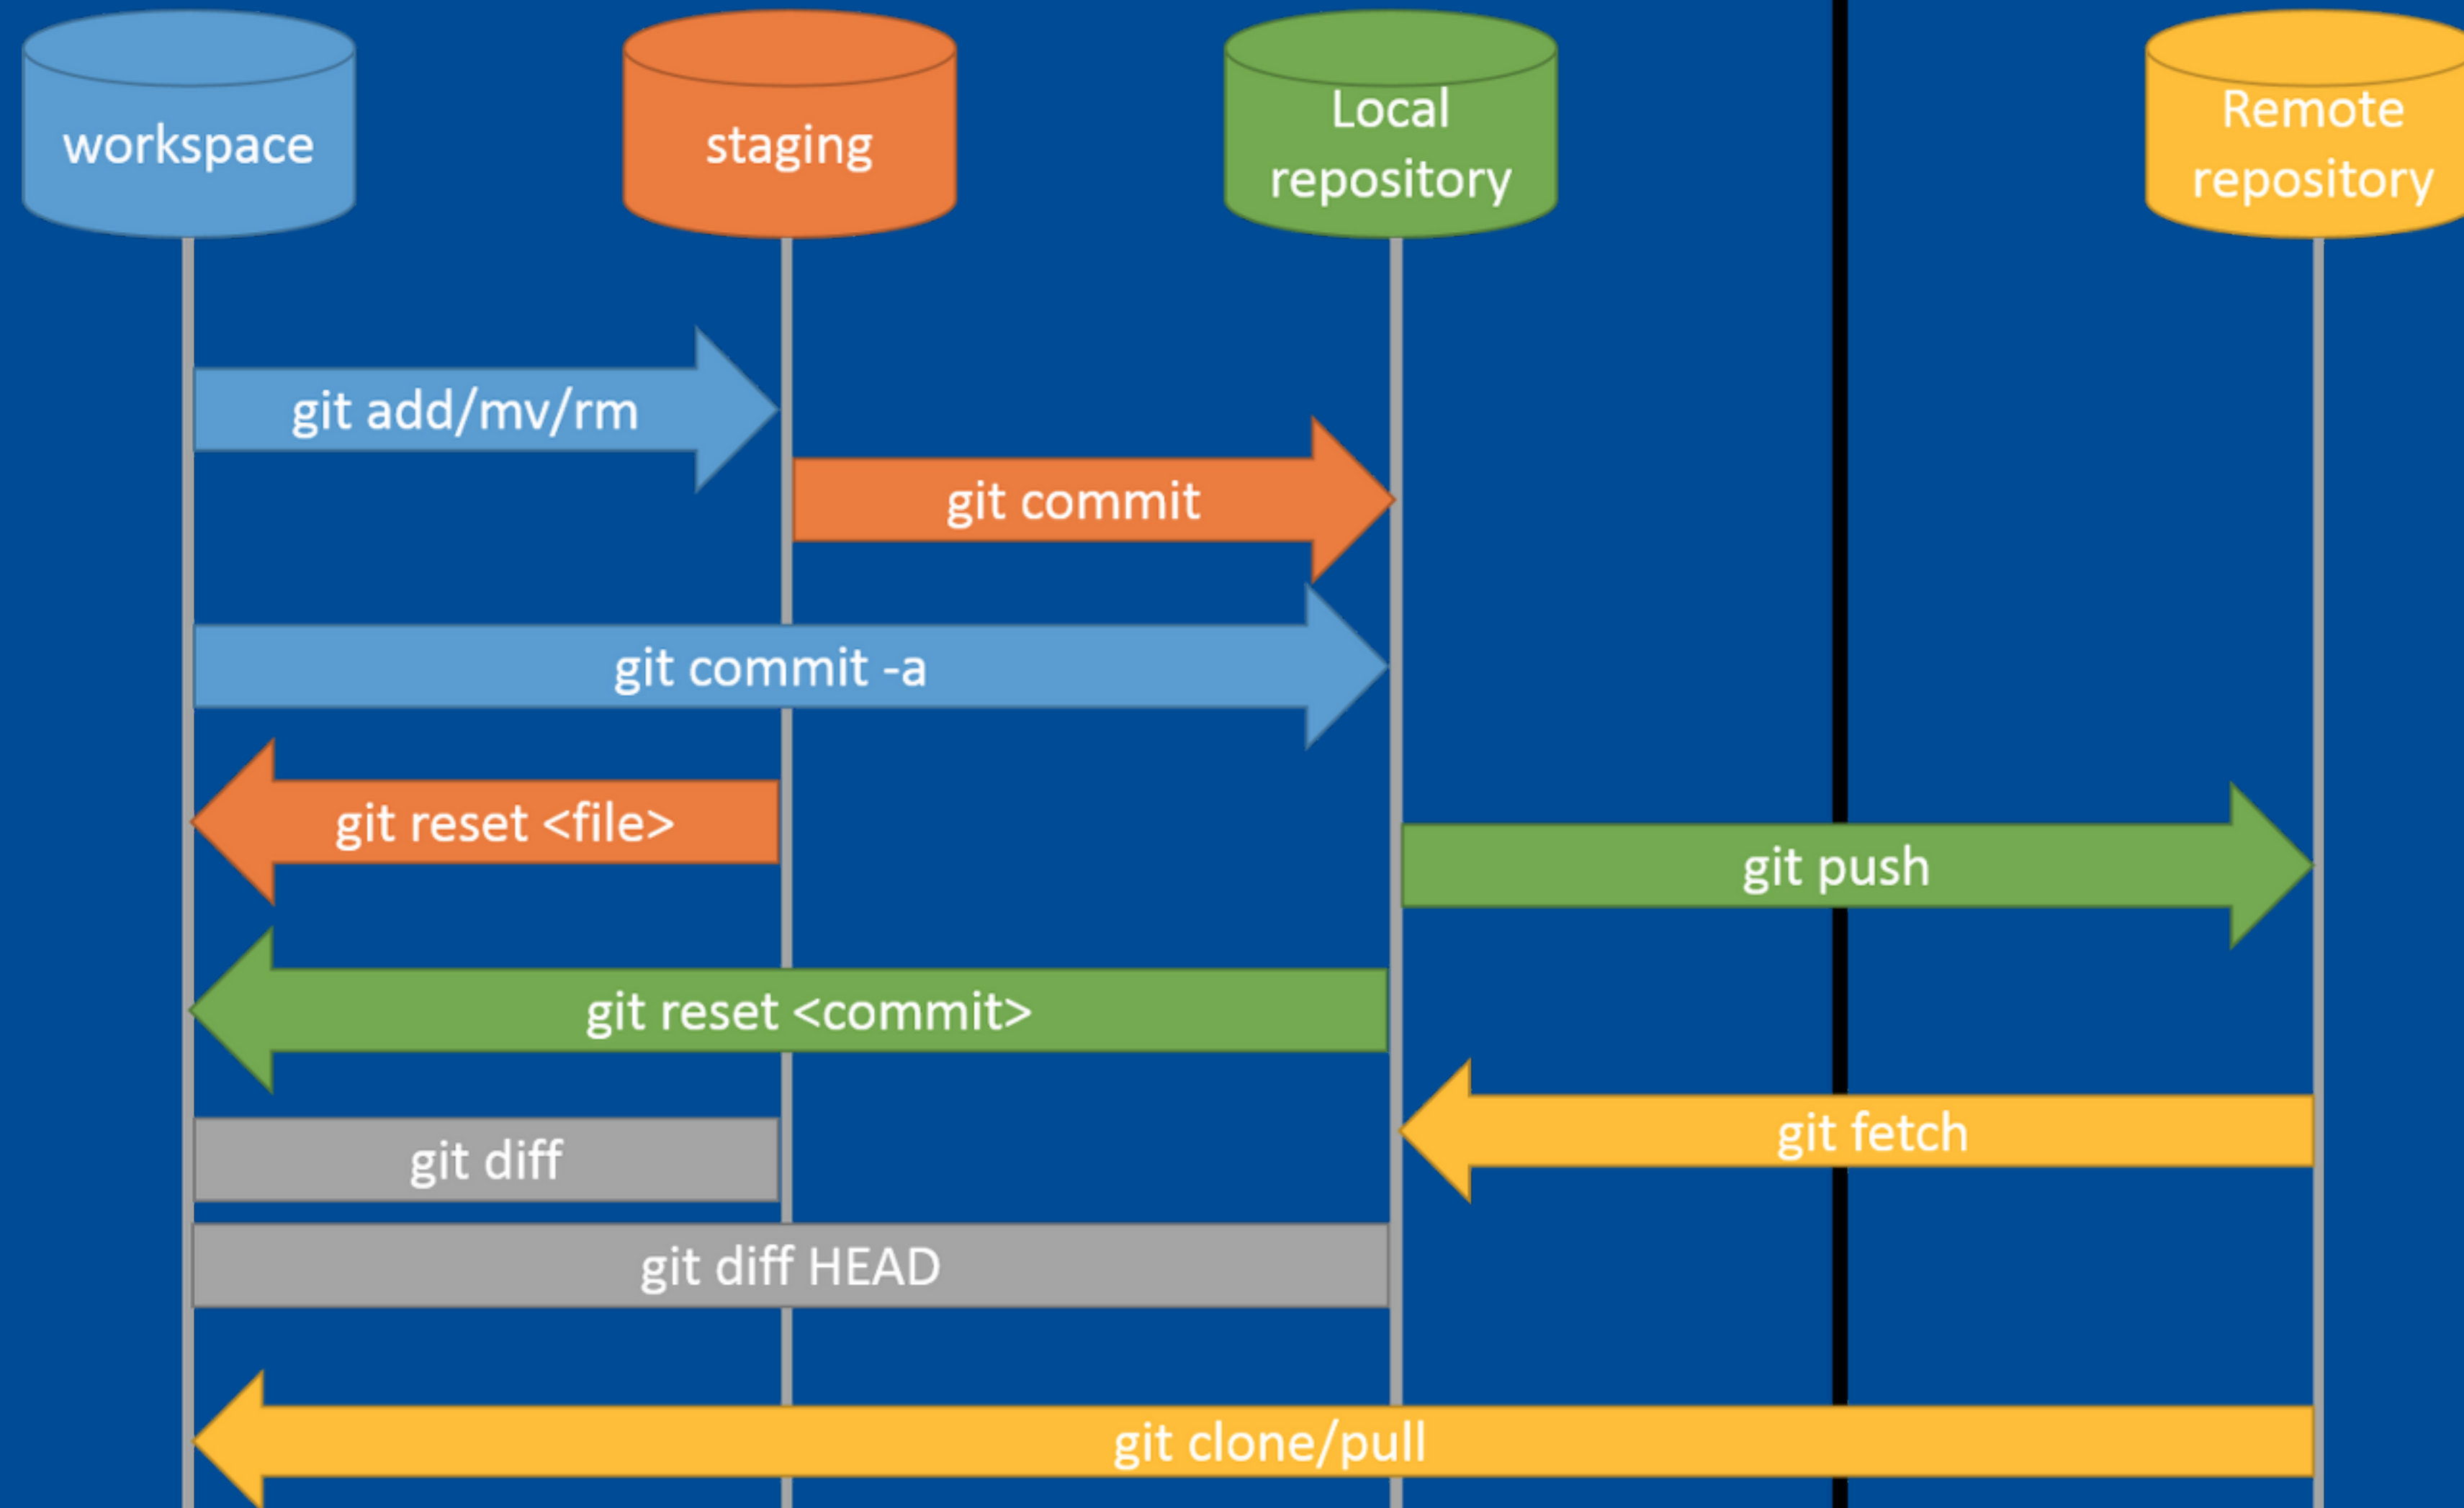 workspace
staging
Local
repository
Remote
repository
git add/mv/rm
git commit
git commit -a
git reset <file>
git push
git reset <commit>
git fetch
git diff
git diff HEAD
git clone/pull